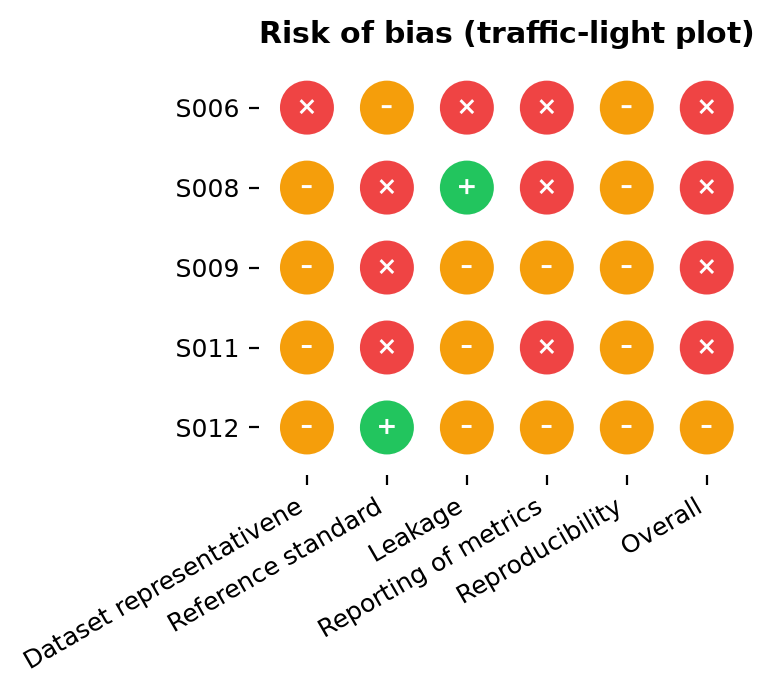 Risk of bias (traffic-light plot)
S006 × – × × – ×
S008 – × + × – ×
S009 – × – – – ×
S011 – × – × – ×
S012 – + – – – –
Dataset representativene
Reference standard
Leakage
Reporting of metrics
Reproducibility
Overall